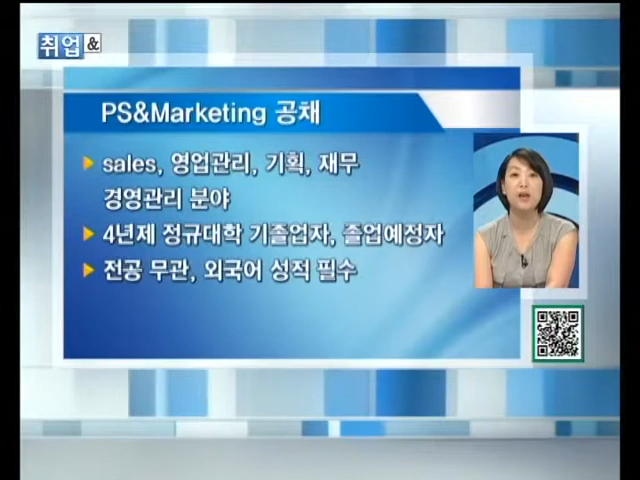 취업 &
PS&Marketing 공채
sales, 영업관리, 기획, 재무
경영관리 분야
4년제 정규대학 기졸업자, 졸업예정자
전공 무관, 외국어 성적 필수